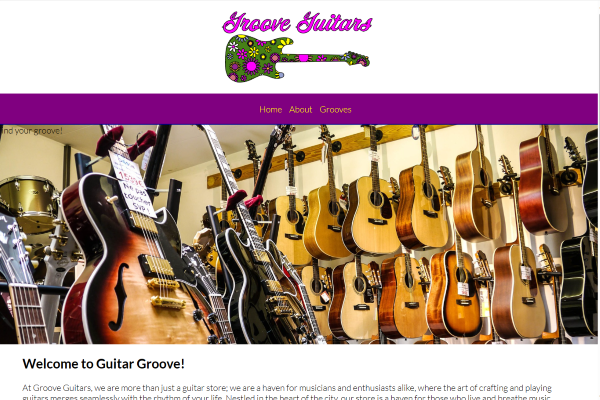 Groove Guitars
Home About Grooves
ind your groove!
Welcome to Guitar Groove!
At Groove Guitars, we are more than just a guitar store; we are a haven for musicians and enthusiasts alike, where the art of crafting and playing
guitars merges seamlessly with the rhythm of your life. Nestled in the heart of the city, our store is a haven for those who live and breathe music.